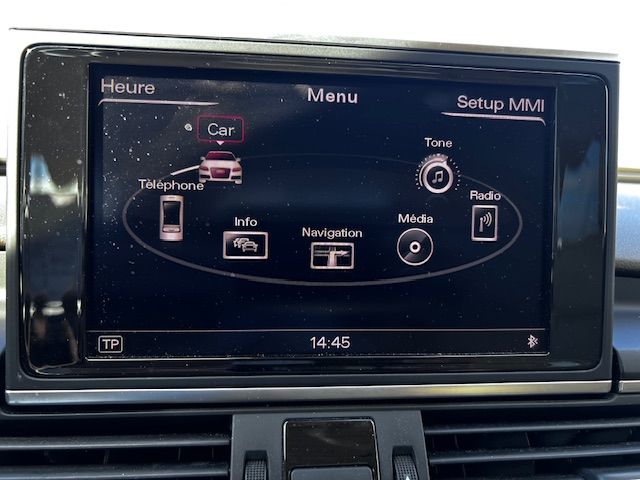 Heure
Menu
Setup MMI
Car
Tone
Téléphone
Radio
Info
Média
Navigation
TP
14:45